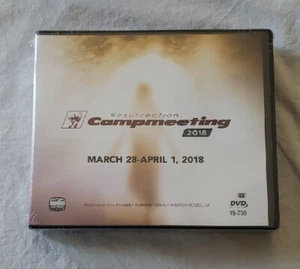 Resurrection
Campmeeting
2018
MARCH 28-APRIL 1, 2018
DVD
15-736